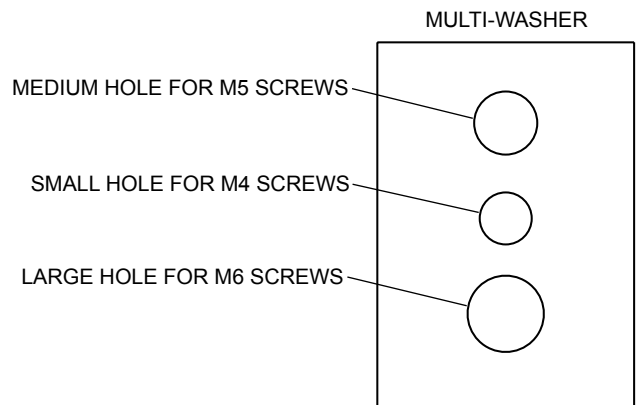 MULTI-WASHER
MEDIUM HOLE FOR M5 SCREWS
SMALL HOLE FOR M4 SCREWS
LARGE HOLE FOR M6 SCREWS